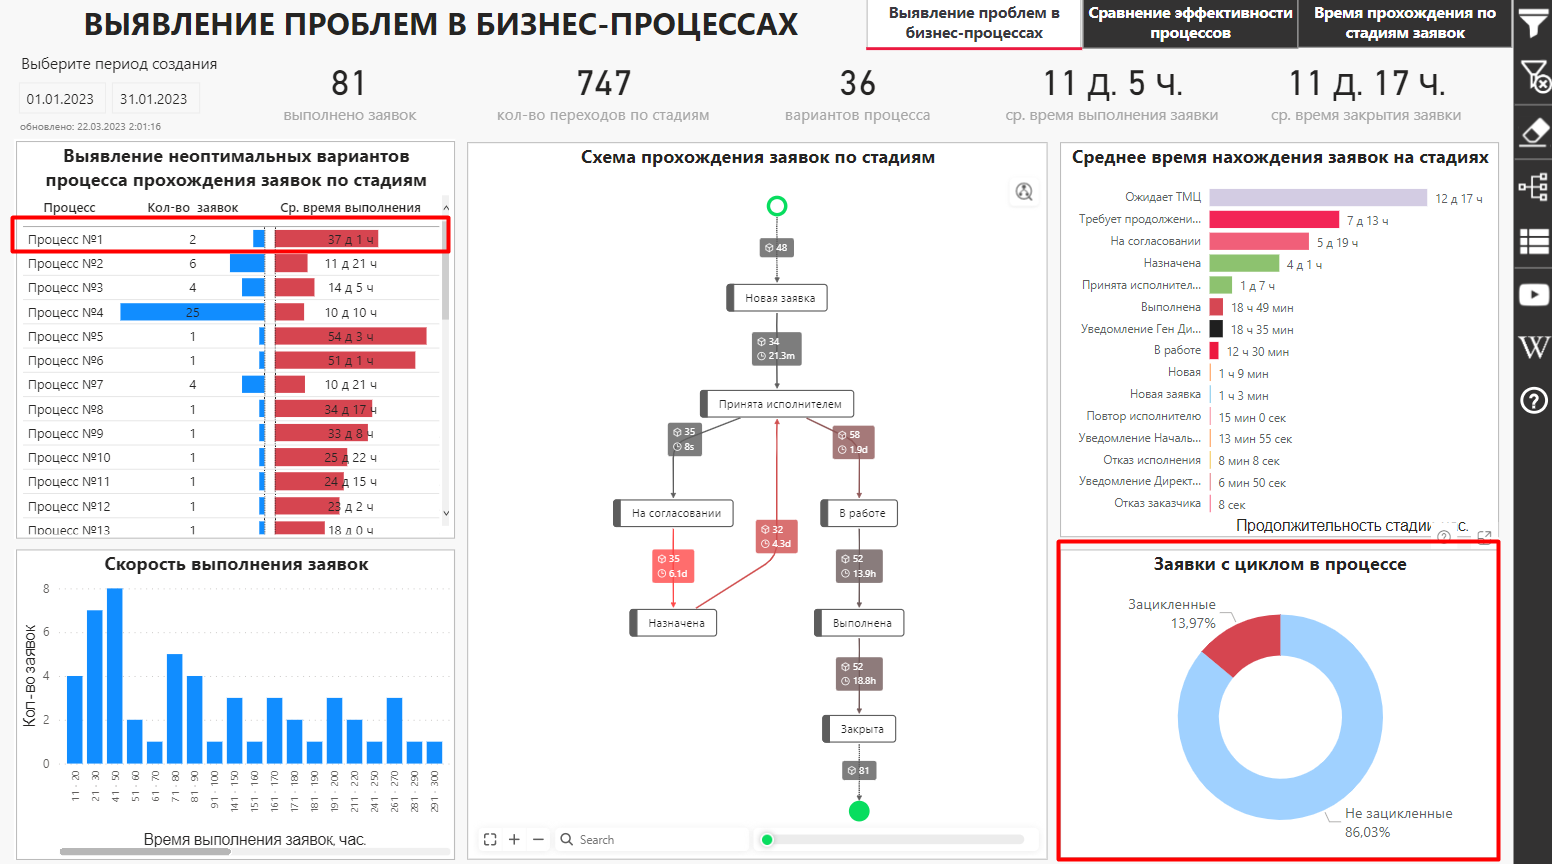 ВЫЯВЛЕНИЕ ПРОБЛЕМ В БИЗНЕС-ПРОЦЕССАХ
Выявление проблем в
бизнес-процессах
Сравнение эффективности
процессов
Время прохождения по
стадиям заявок
Выберите период создания
01.01.2023 31.01.2023
обновлено: 22.03.2023 2:01:16
81
выполнено заявок
747
кол-во переходов по стадиям
36
вариантов процесса
11 д. 5 ч.
ср. время выполнения заявки
11 д. 17 ч.
ср. время закрытия заявки
Выявление неоптимальных вариантов
процесса прохождения заявок по стадиям
Процесс Кол-во заявок Ср. время выполнения
Процесс №1 2 37 д 1 ч
Процесс №2 6 11 д 21 ч
Процесс №3 4 14 д 5 ч
Процесс №4 25 10 д 10 ч
Процесс №5 1 54 д 3 ч
Процесс №6 1 51 д 1 ч
Процесс №7 4 10 д 21 ч
Процесс №8 1 34 д 17 ч
Процесс №9 1 33 д 8 ч
Процесс №10 1 25 д 22 ч
Процесс №11 1 24 д 15 ч
Процесс №12 1 23 д 2 ч
Процесс №13 1 18 д 0 ч
Схема прохождения заявок по стадиям
48
Новая заявка
34
21.3m
Принята исполнителем
35
8s
58
1.9d
На согласовании
В работе
32
4.3d
35
6.1d
52
13.9h
Назначена
Выполнена
52
18.8h
Закрыта
81
Search
Среднее время нахождения заявок на стадиях
Ожидает ТМЦ 12 д 17 ч
Требует продолжени... 7 д 13 ч
На согласовании 5 д 19 ч
Назначена 4 д 1 ч
Принята исполнител... 1 д 7 ч
Выполнена 18 ч 49 мин
Уведомление Ген Ди... 18 ч 35 мин
В работе 12 ч 30 мин
Новая 1 ч 9 мин
Новая заявка 1 ч 3 мин
Повтор исполнителю 15 мин 0 сек
Уведомление Началь... 13 мин 55 сек
Отказ исполнения 8 мин 8 сек
Уведомление Директ... 6 мин 50 сек
Отказ заказчика 8 сек
Продолжительность стадии
Скорость выполнения заявок
Кол-во заявок
8
6
4
2
0
11 - 20
21 - 30
41 - 50
51 - 60
61 - 70
71 - 80
81 - 90
91 - 100
141 - 150
151 - 160
161 - 170
171 - 180
181 - 190
191 - 200
211 - 220
241 - 250
261 - 270
281 - 290
291 - 300
Время выполнения заявок, час.
Заявки с циклом в процессе
Зацикленные
13,97%
Не зацикленные
86,03%
W